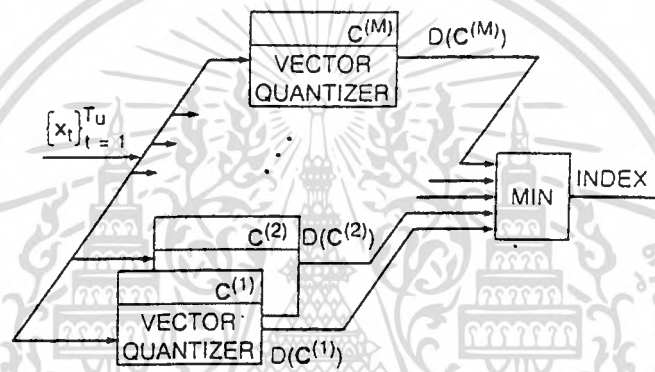 C(M)
D(C(M))
VECTOR
QUANTIZER
{xt}Tu t = 1
MIN
INDEX
C(2)
D(C(2))
C(1)
VECTOR
QUANTIZER
D(C(1))